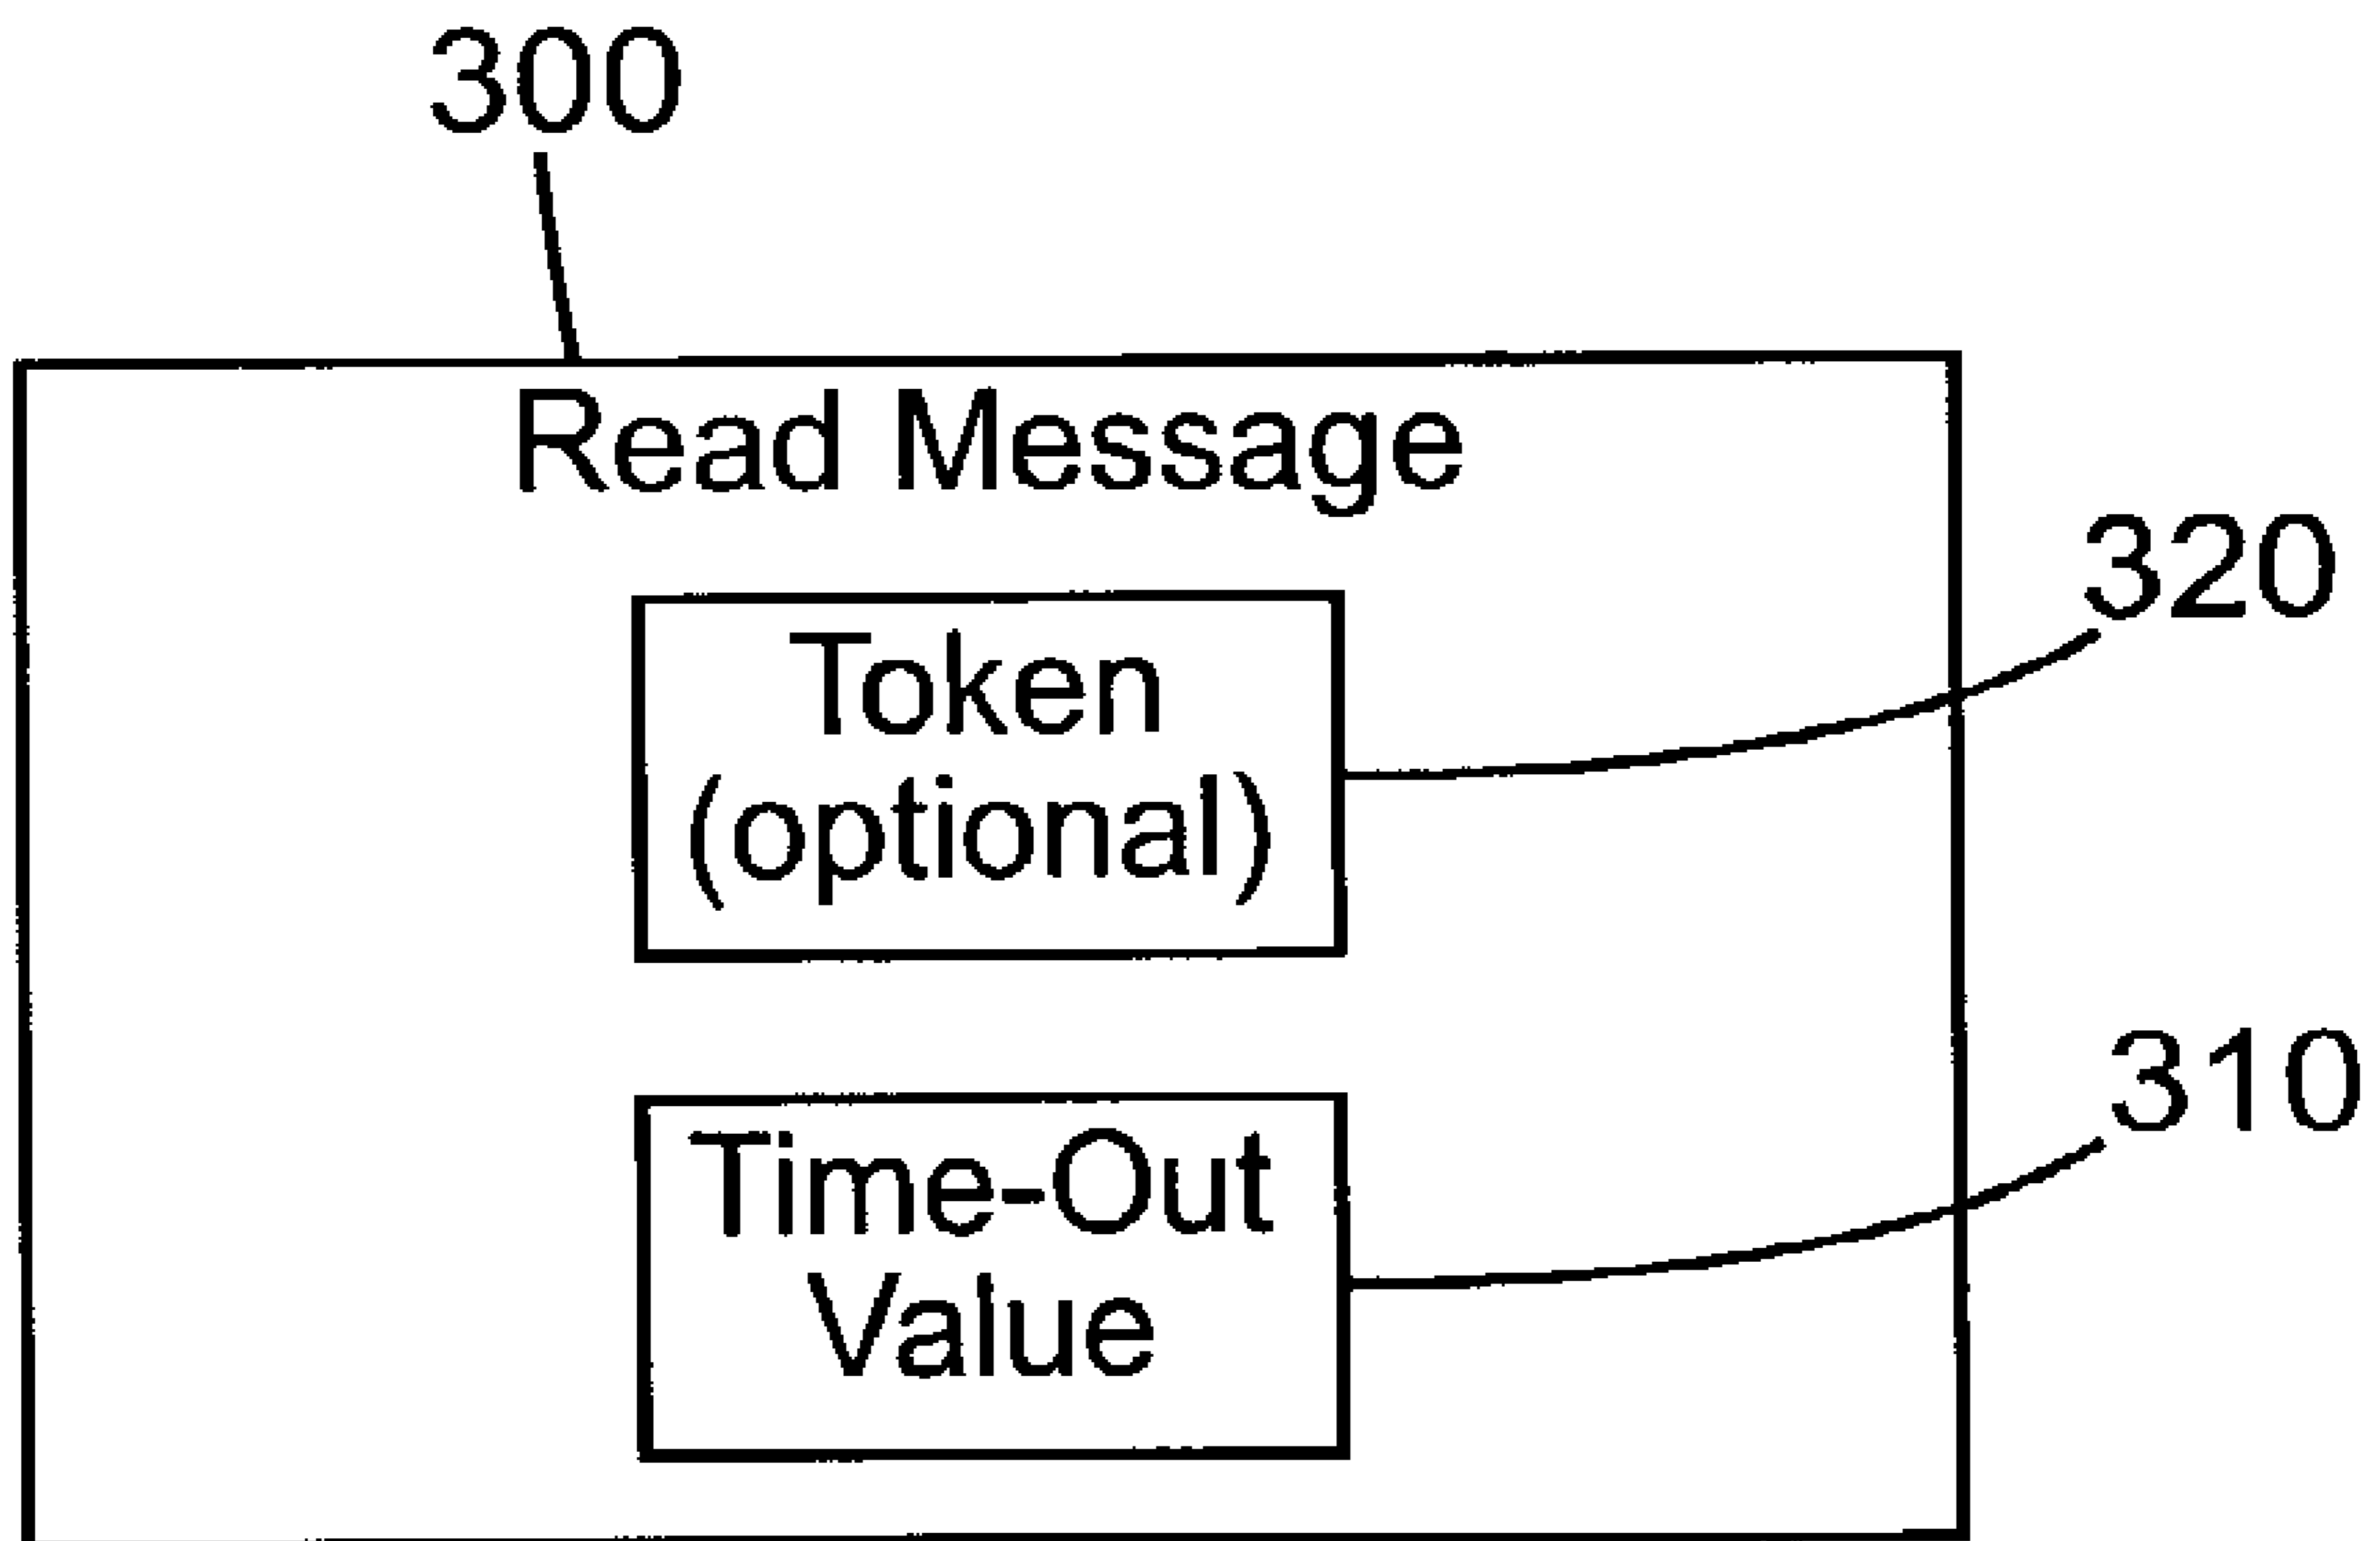 300
Read Message
320
Token
(optional)
310
Time-Out
Value